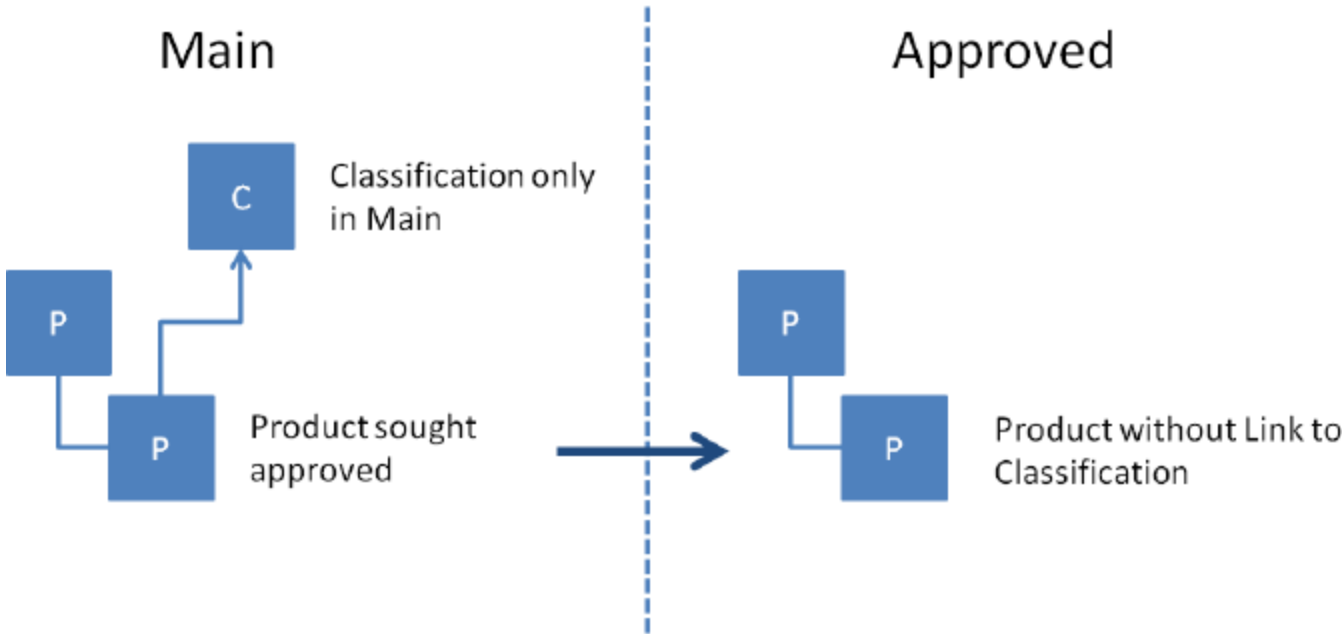 Main
Approved
C
Classification only
in Main
P
P
P
Product sought
approved
P
Product without Link to
Classification